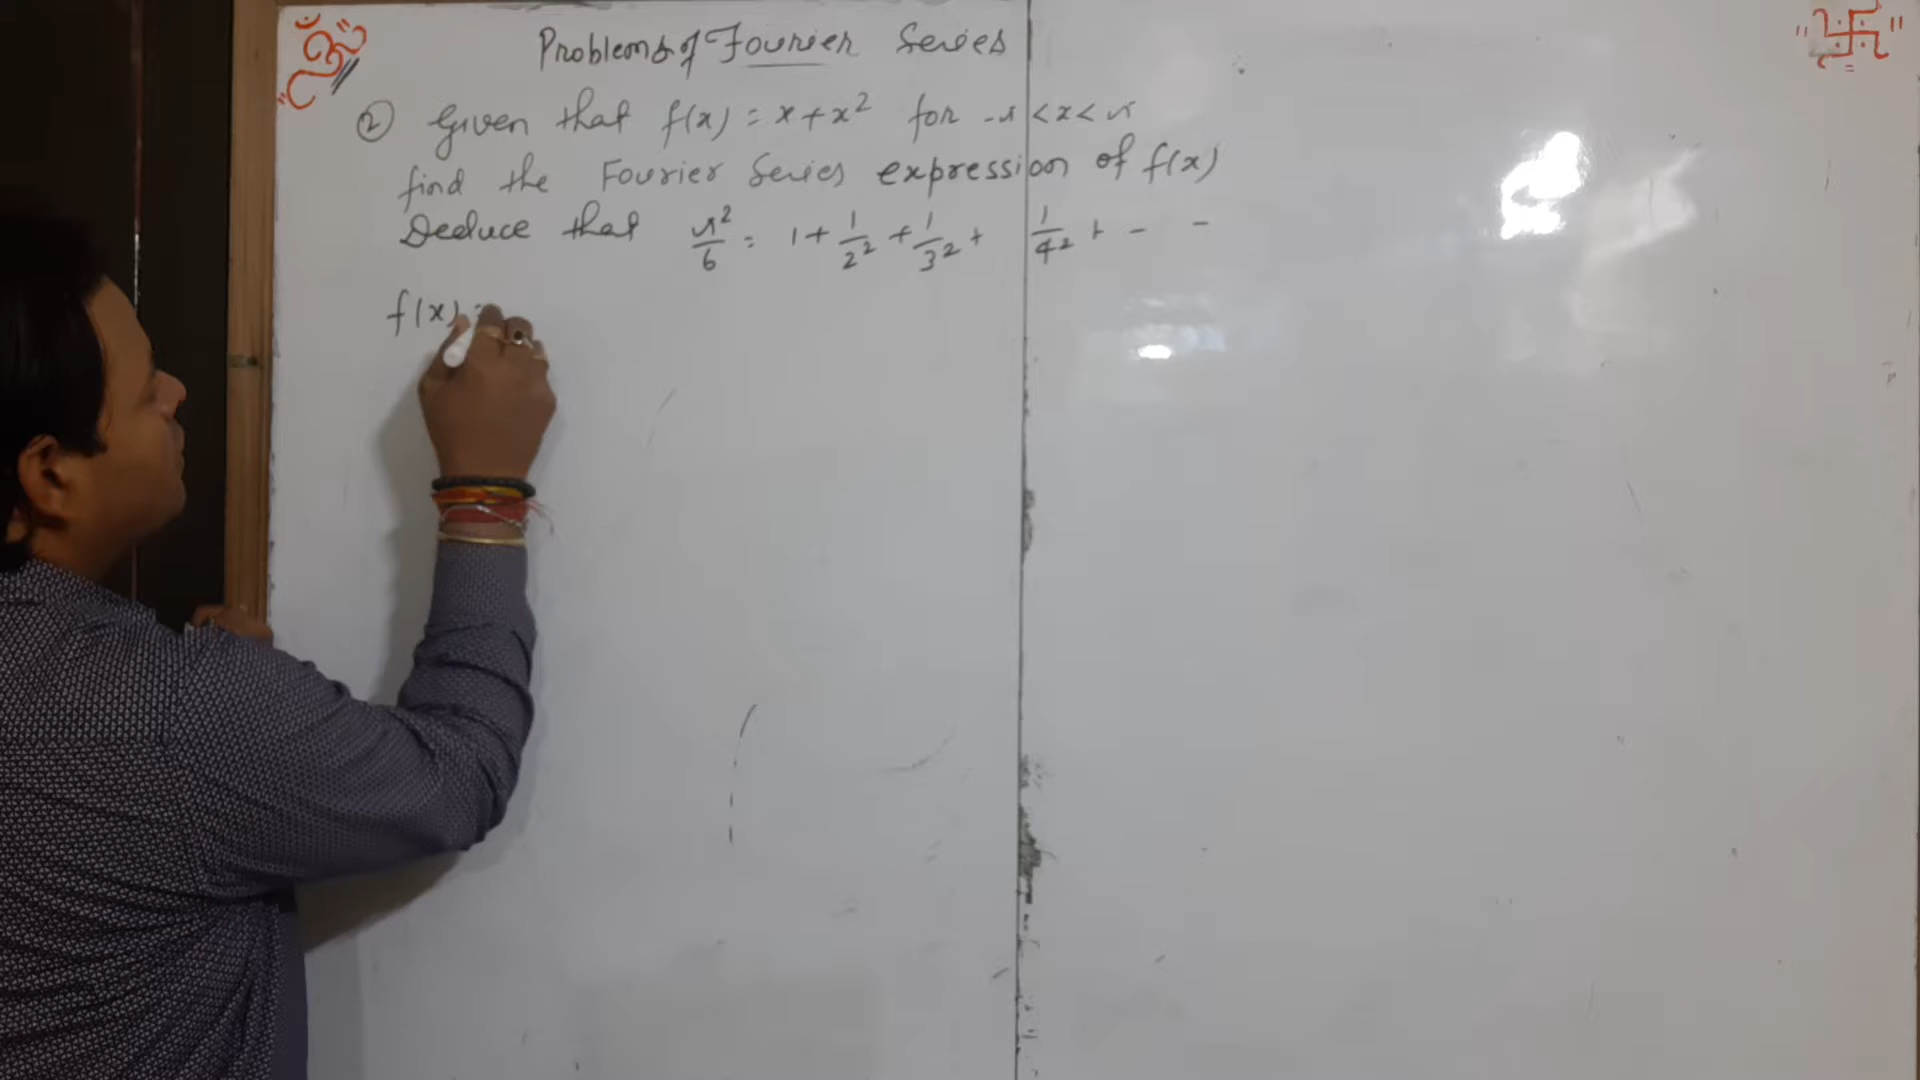 ॐ
Problems of Fourier Series
② Given that f(x) = x + x² for -π < x < π
find the Fourier Series expression of f(x)
Deduce that π²/6 = 1 + 1/2² + 1/3² + 1/4² + - -
f(x) =